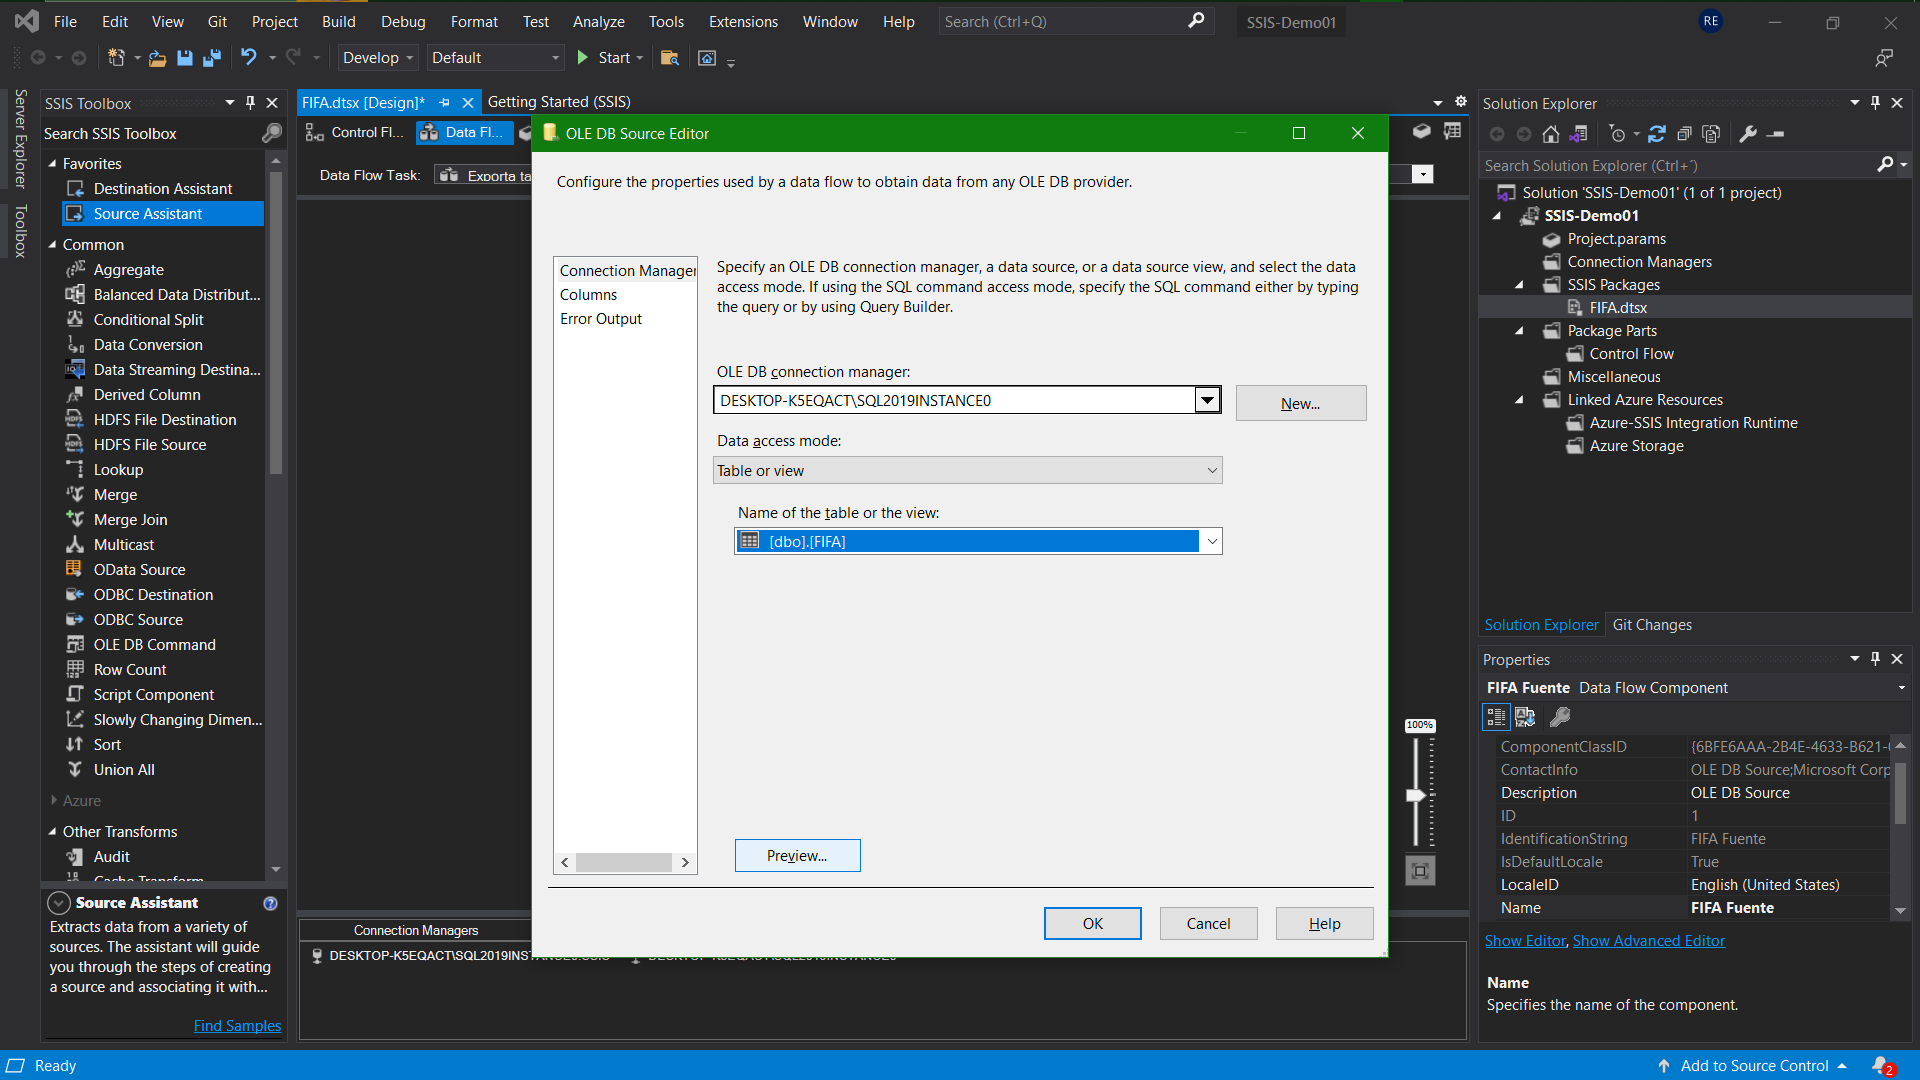 File Edit View Git Project Build Debug Format Test Analyze Tools Extensions Window Help Search (Ctrl+Q) SSIS-Demo01 RE
Develop Default Start
Server Explorer
Toolbox
SSIS Toolbox
Search SSIS Toolbox
Favorites
Destination Assistant
Source Assistant
Common
Aggregate
Balanced Data Distribut...
Conditional Split
Data Conversion
Data Streaming Destina...
Derived Column
HDFS File Destination
HDFS File Source
Lookup
Merge
Merge Join
Multicast
OData Source
ODBC Destination
ODBC Source
OLE DB Command
Row Count
Script Component
Slowly Changing Dimen...
Sort
Union All
Azure
Other Transforms
Audit
Cache Transform
Source Assistant
Extracts data from a variety of
sources. The assistant will guide
you through the steps of creating
a source and associating it with...
Find Samples
FIFA.dtsx [Design]* Getting Started (SSIS)
Control Fl... Data Fl...
Data Flow Task: Exporta ta
OLE DB Source Editor
Configure the properties used by a data flow to obtain data from any OLE DB provider.
Connection Manager
Columns
Error Output
Specify an OLE DB connection manager, a data source, or a data source view, and select the data
access mode. If using the SQL command access mode, specify the SQL command either by typing
the query or by using Query Builder.
OLE DB connection manager:
DESKTOP-K5EQACT\SQL2019INSTANCE0
New...
Data access mode:
Table or view
Name of the table or the view:
[dbo].[FIFA]
Preview...
OK Cancel Help
100%
Connection Managers
Solution Explorer
Search Solution Explorer (Ctrl+´)
Solution 'SSIS-Demo01' (1 of 1 project)
SSIS-Demo01
Project.params
Connection Managers
SSIS Packages
FIFA.dtsx
Package Parts
Control Flow
Miscellaneous
Linked Azure Resources
Azure-SSIS Integration Runtime
Azure Storage
Solution Explorer Git Changes
Properties
FIFA Fuente Data Flow Component
ComponentClassID {6BFE6AAA-2B4E-4633-B621-
ContactInfo OLE DB Source;Microsoft Corp
Description OLE DB Source
ID 1
IdentificationString FIFA Fuente
IsDefaultLocale True
LocaleID English (United States)
Name FIFA Fuente
Show Editor, Show Advanced Editor
Name
Specifies the name of the component.
Ready
Add to Source Control 2